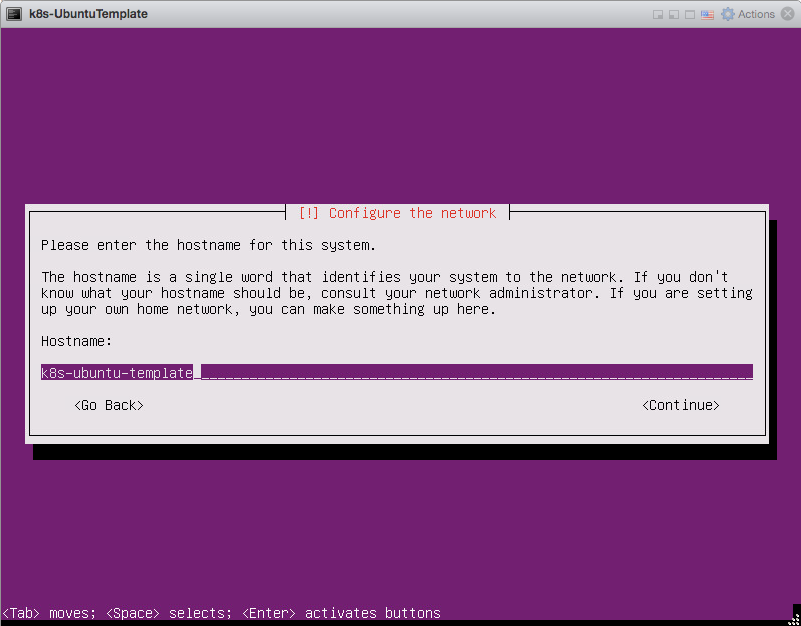 k8s-UbuntuTemplate
Actions
[!] Configure the network
Please enter the hostname for this system.
The hostname is a single word that identifies your system to the network. If you don't
know what your hostname should be, consult your network administrator. If you are setting
up your own home network, you can make something up here.
Hostname:
k8s-ubuntu-template
<Go Back> <Continue>
<Tab> moves; <Space> selects; <Enter> activates buttons